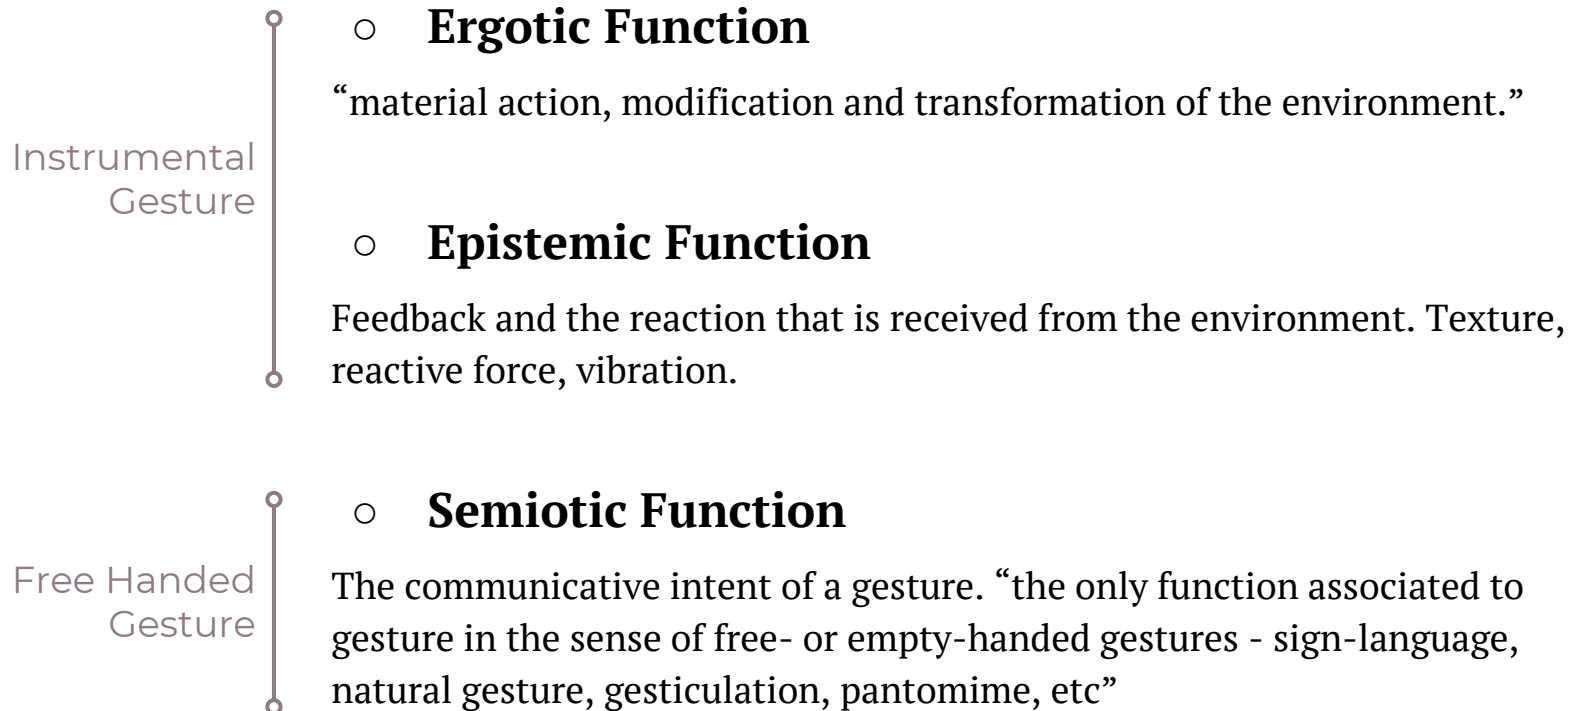 ○ Ergotic Function
“material action, modification and transformation of the environment.”
Instrumental
Gesture
○ Epistemic Function
Feedback and the reaction that is received from the environment. Texture,
reactive force, vibration.
○ Semiotic Function
Free Handed
Gesture
The communicative intent of a gesture. “the only function associated to
gesture in the sense of free- or empty-handed gestures - sign-language,
natural gesture, gesticulation, pantomime, etc”